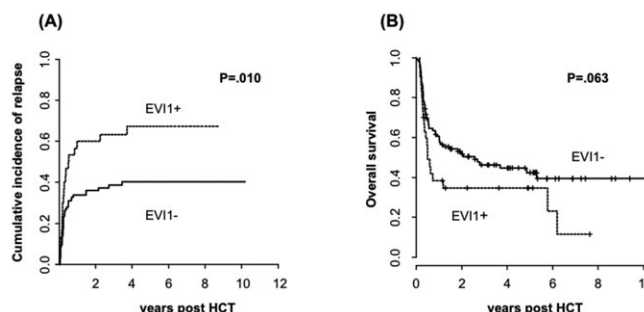 (A)
Cumulative incidence of relapse
1.0
0.8
0.6
0.4
0.2
0.0
P=.010
EVI1+
EVI1-
2 4 6 8 10 12
years post HCT
(B)
Overall survival
1.0
0.8
0.6
0.4
0.2
0.0
P=.063
EVI1-
EVI1+
0 2 4 6 8 10
years post HCT